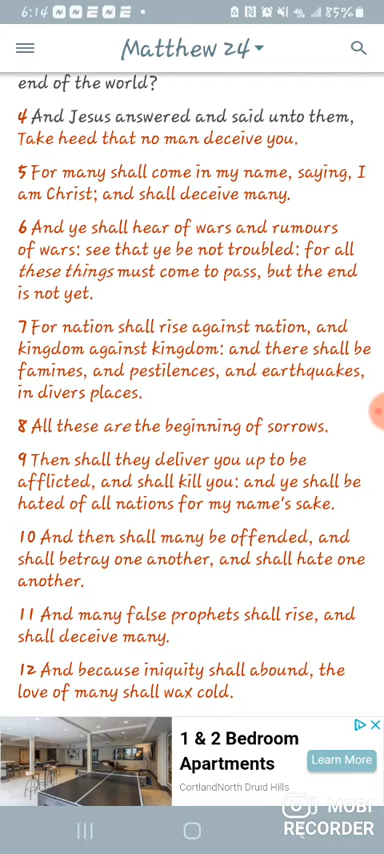 6:14 85%
Matthew 24
end of the world?
4 And Jesus answered and said unto them,
Take heed that no man deceive you.
5 For many shall come in my name, saying, I
am Christ; and shall deceive many.
6 And ye shall hear of wars and rumours
of wars: see that ye be not troubled: for all
these things must come to pass, but the end
is not yet.
7 For nation shall rise against nation, and
kingdom against kingdom: and there shall be
famines, and pestilences, and earthquakes,
in divers places.
8 All these are the beginning of sorrows.
9 Then shall they deliver you up to be
afflicted, and shall kill you: and ye shall be
hated of all nations for my name's sake.
10 And then shall many be offended, and
shall betray one another, and shall hate one
another.
11 And many false prophets shall rise, and
shall deceive many.
12 And because iniquity shall abound, the
love of many shall wax cold.
1 & 2 Bedroom
Apartments
Learn More
CortlandNorth Druid Hills
MOBI
RECORDER